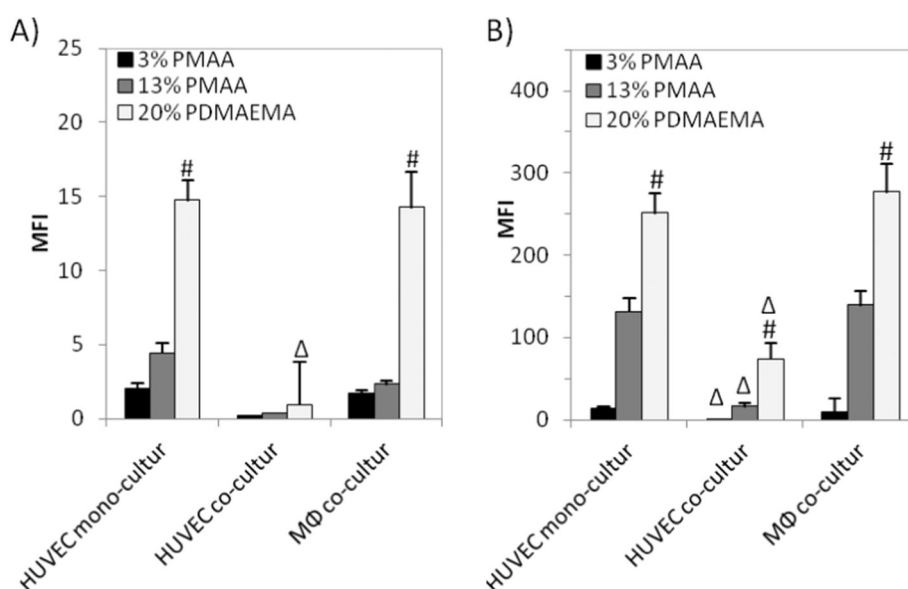 A)
25
20
15
10
5
0
MFI
3% PMAA
13% PMAA
20% PDMAEMA
#
Δ
#
HUVEC mono-cultur
HUVEC co-cultur
MΦ co-cultur
B)
400
300
200
100
0
MFI
3% PMAA
13% PMAA
20% PDMAEMA
#
Δ
Δ
Δ
#
#
HUVEC mono-cultur
HUVEC co-cultur
MΦ co-cultur